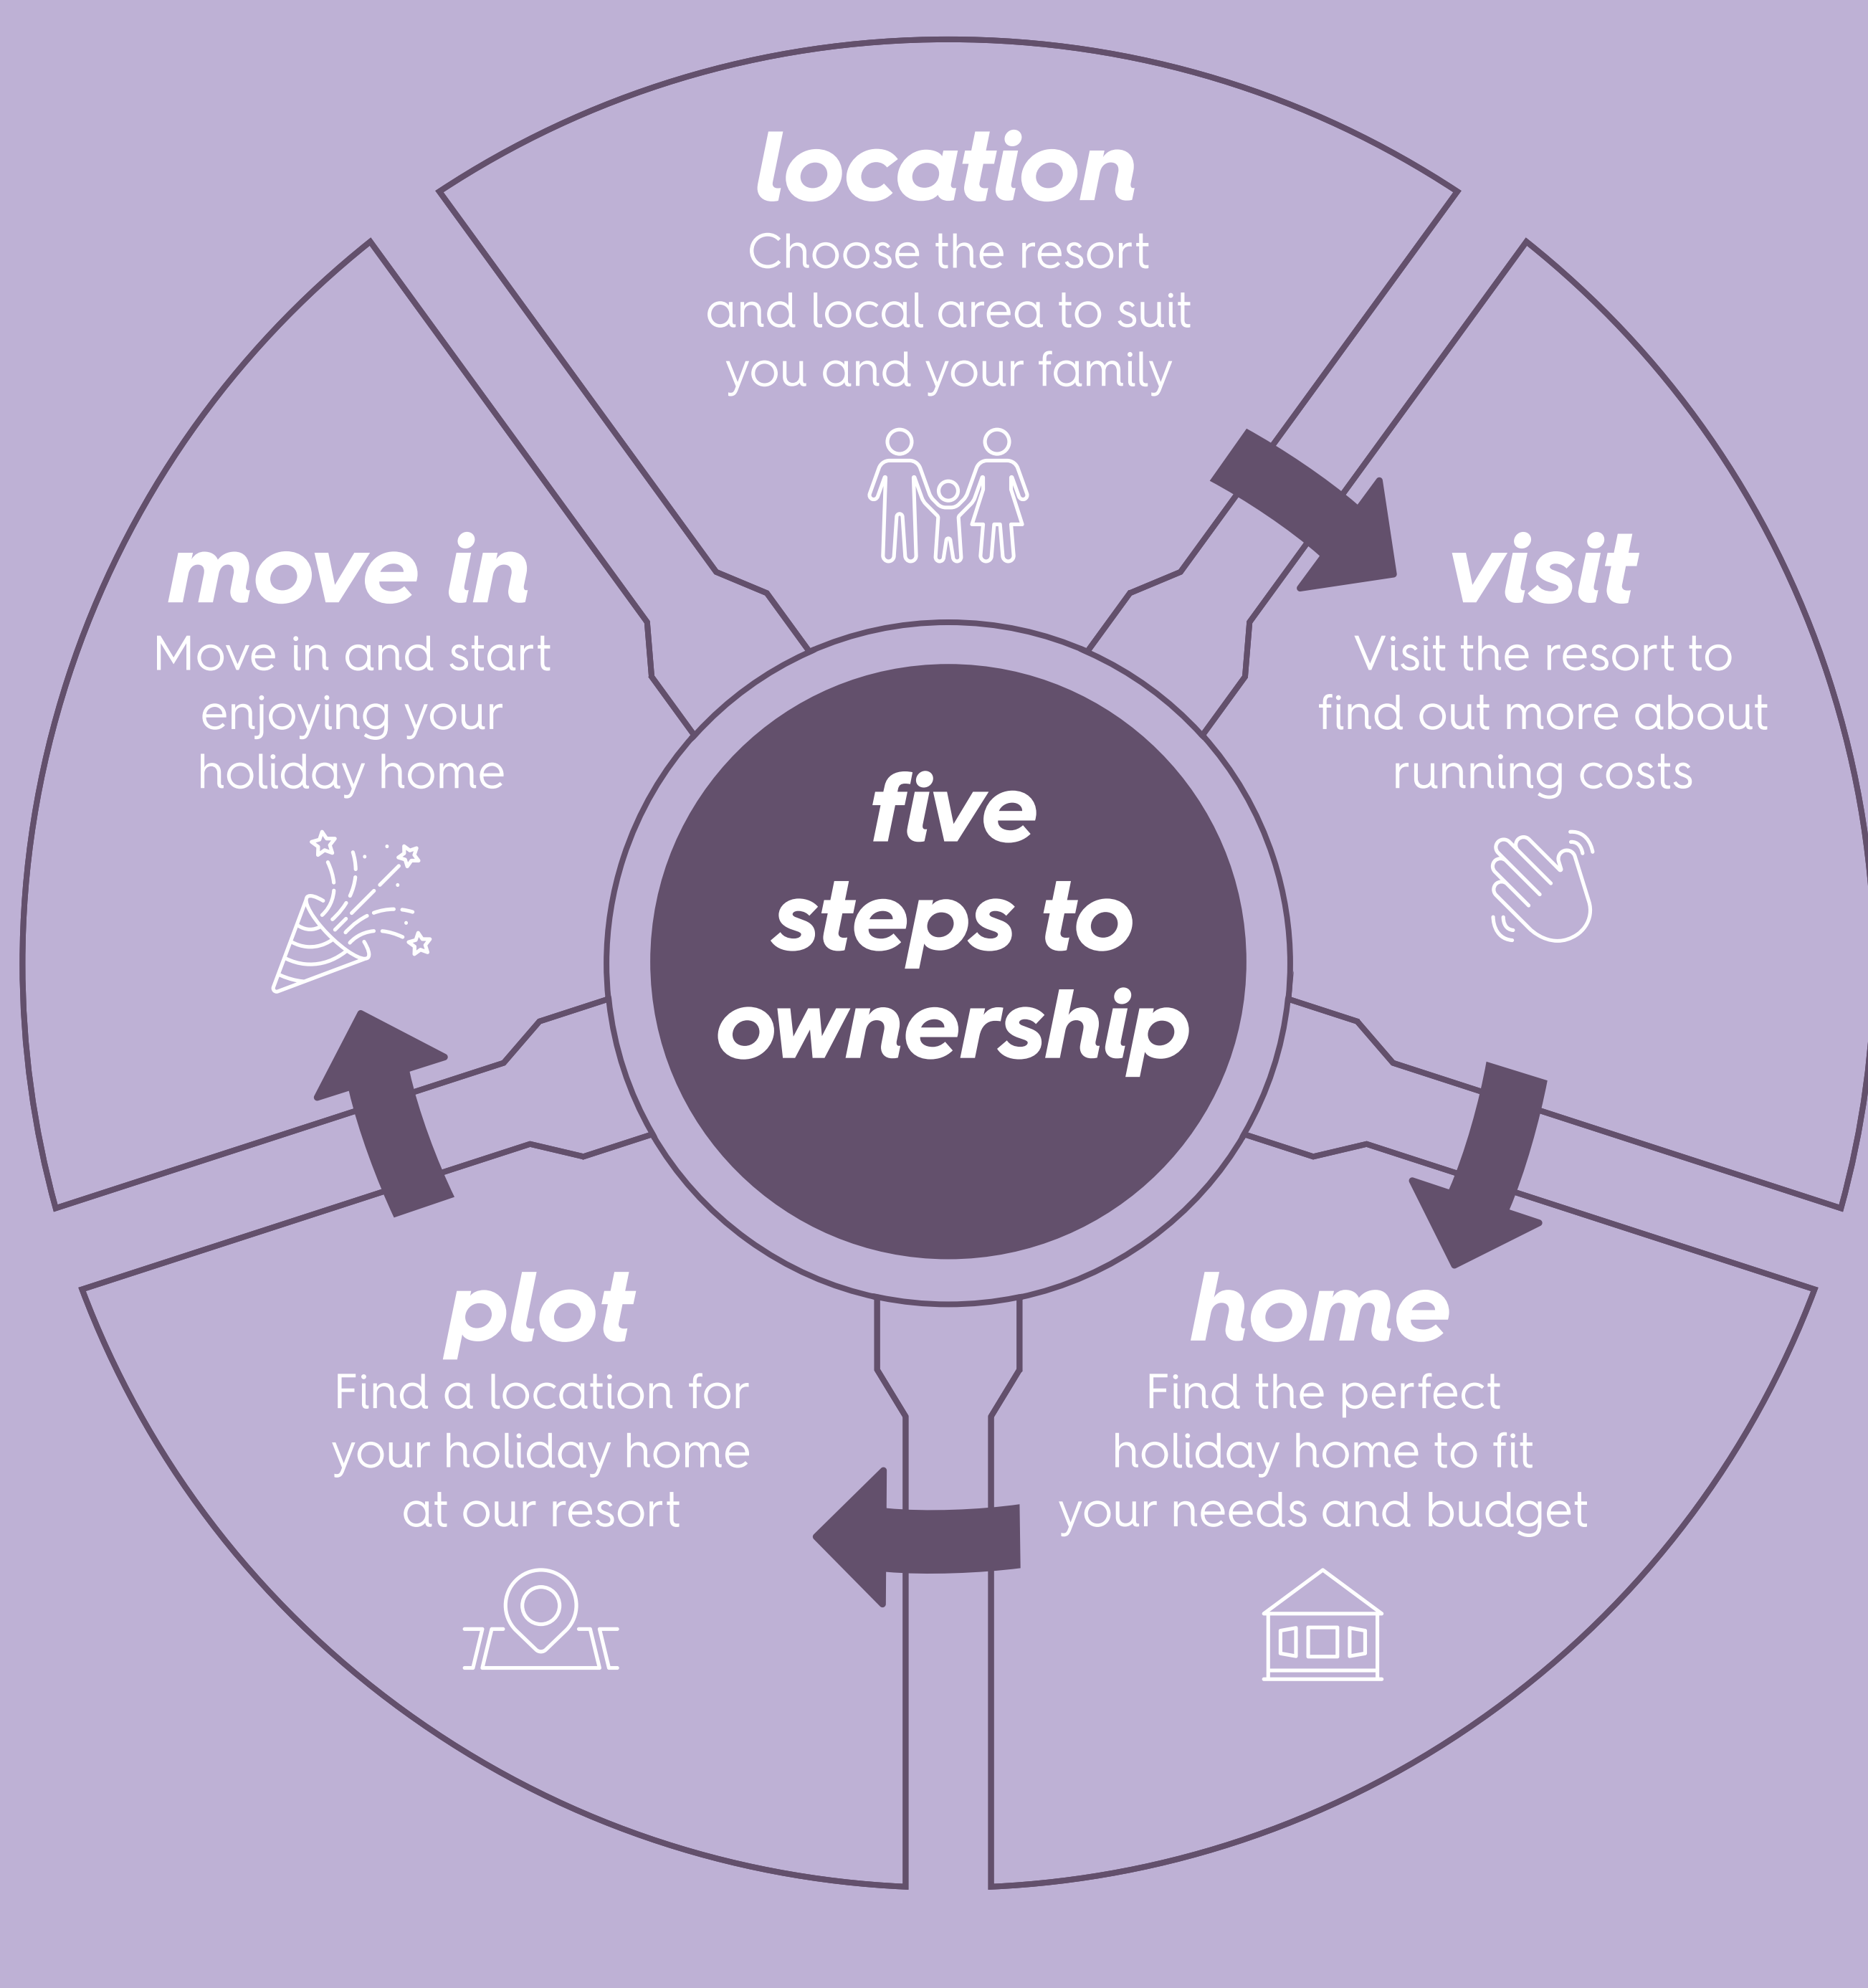 location
Choose the resort
and local area to suit
you and your family
visit
Visit the resort to
find out more about
running costs
home
Find the perfect
holiday home to fit
your needs and budget
plot
Find a location for
your holiday home
at our resort
move in
Move in and start
enjoying your
holiday home
five
steps to
ownership